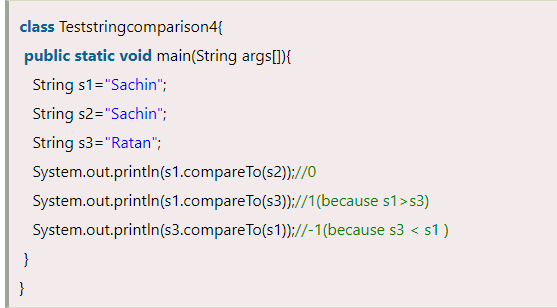 class Teststringcomparison4{
public static void main(String args[]){
String s1="Sachin";
String s2="Sachin";
String s3="Ratan";
System.out.println(s1.compareTo(s2));//0
System.out.println(s1.compareTo(s3));//1(because s1>s3)
System.out.println(s3.compareTo(s1));//-1(because s3 < s1 )
}
}